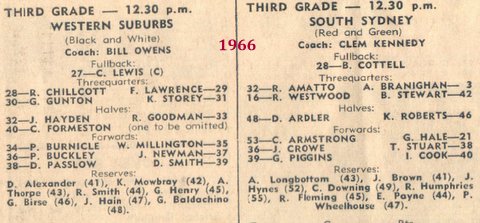 THIRD GRADE — 12.30 p.m.
WESTERN SUBURBS
(Black and White)
Coach: BILL OWENS
Fullback:
27—C. LEWIS (C)
Threequarters:
28—R. CHILLCOTT F. LAWRENCE—29
30—G. GUNTON K. STOREY—31
Halves:
32—J. HAYDEN R. GOODMAN—33
40—C. FORMESTON (one to be omitted)
Forwards:
34—P. BURNICLE W. MILLINGTON—35
36—P. BUCKLEY J. NEWMAN—37
38—D. PASSLOW D. SMITH—39
Reserves:
D. Alexander (41), K. Mowbray (42), A.
Thorpe (43), R. Smith (44), G. Henry (45),
G. Birse (46), J. Hain (47), G. Baldachino
(48).
1966
THIRD GRADE — 12.30 p.m.
SOUTH SYDNEY
(Red and Green)
Coach: CLEM KENNEDY
Fullback:
28—B. COTTELL
Threequarters:
32—R. AMATTO A. BRANIGHAN— 3
16—R. WESTWOOD B. STEWART—42
Halves:
48—D. ARDLER K. ROBERTS—46
Forwards:
53—C. ARMSTRONG G. HALE—21
36—J. CROWE T. STUART—38
39—G. PIGGINS I. COOK—40
Reserves:
A. Longbottom (43), J. Brown (41), J.
Hynes (52), C. Downing (49), R. Humphries
(55), R. Fleming (45), E. Payne (44), P.
Wheelhouse (47).